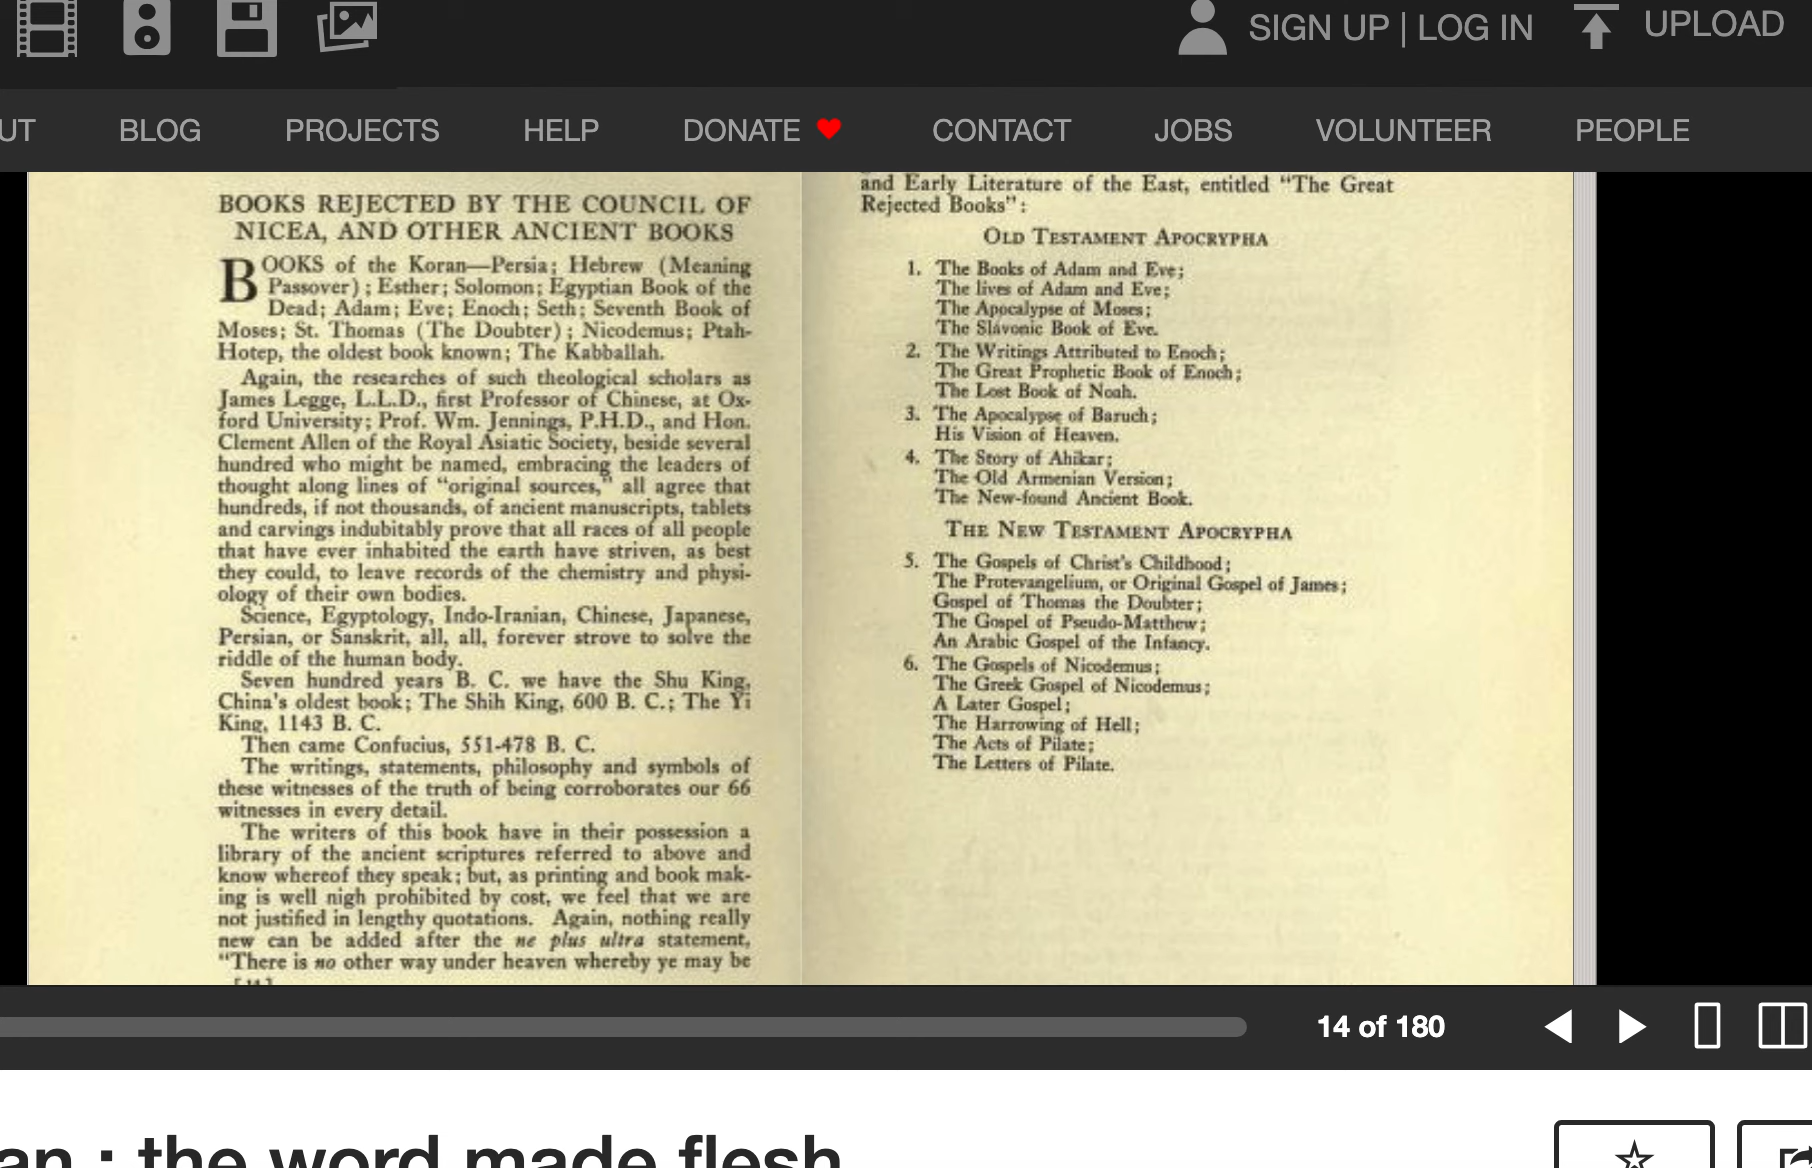 SIGN UP | LOG IN
UPLOAD
UT
BLOG
PROJECTS
HELP
DONATE
CONTACT
JOBS
VOLUNTEER
PEOPLE
BOOKS REJECTED BY THE COUNCIL OF
NICEA, AND OTHER ANCIENT BOOKS
BOOKS of the Koran—Persia; Hebrew (Meaning
Passover); Esther; Solomon; Egyptian Book of the
Dead; Adam; Eve; Enoch; Seth; Seventh Book of
Moses; St. Thomas (The Doubter); Nicodemus; Ptah-
Hotep, the oldest book known; The Kabballah.
Again, the researches of such theological scholars as
James Legge, L.L.D., first Professor of Chinese, at Ox-
ford University; Prof. Wm. Jennings, P.H.D., and Hon.
Clement Allen of the Royal Asiatic Society, beside several
hundred who might be named, embracing the leaders of
thought along lines of "original sources," all agree that
hundreds, if not thousands, of ancient manuscripts, tablets
and carvings indubitably prove that all races of all people
that have ever inhabited the earth have striven, as best
they could, to leave records of the chemistry and physi-
ology of their own bodies.
Science, Egyptology, Indo-Iranian, Chinese, Japanese,
Persian, or Sanskrit, all, all, forever strove to solve the
riddle of the human body.
Seven hundred years B. C. we have the Shu King,
China's oldest book; The Shih King, 600 B. C.; The Yi
King, 1143 B. C.
Then came Confucius, 551-478 B. C.
The writings, statements, philosophy and symbols of
these witnesses of the truth of being corroborates our 66
witnesses in every detail.
The writers of this book have in their possession a
library of the ancient scriptures referred to above and
know whereof they speak; but, as printing and book mak-
ing is well nigh prohibited by cost, we feel that we are
not justified in lengthy quotations. Again, nothing really
new can be added after the ne plus ultra statement,
"There is no other way under heaven whereby ye may be
and Early Literature of the East, entitled "The Great
Rejected Books":
OLD TESTAMENT APOCRYPHA
1. The Books of Adam and Eve;
The lives of Adam and Eve;
The Apocalypse of Moses;
The Slavonic Book of Eve.
2. The Writings Attributed to Enoch;
The Great Prophetic Book of Enoch;
The Lost Book of Noah.
3. The Apocalypse of Baruch;
His Vision of Heaven.
4. The Story of Ahikar;
The Old Armenian Version;
The New-found Ancient Book.
THE NEW TESTAMENT APOCRYPHA
5. The Gospels of Christ's Childhood;
The Protevangelium, or Original Gospel of James;
Gospel of Thomas the Doubter;
The Gospel of Pseudo-Matthew;
An Arabic Gospel of the Infancy.
6. The Gospels of Nicodemus;
The Greek Gospel of Nicodemus;
A Later Gospel;
The Harrowing of Hell;
The Acts of Pilate;
The Letters of Pilate.
14 of 180
an : the word made flesh